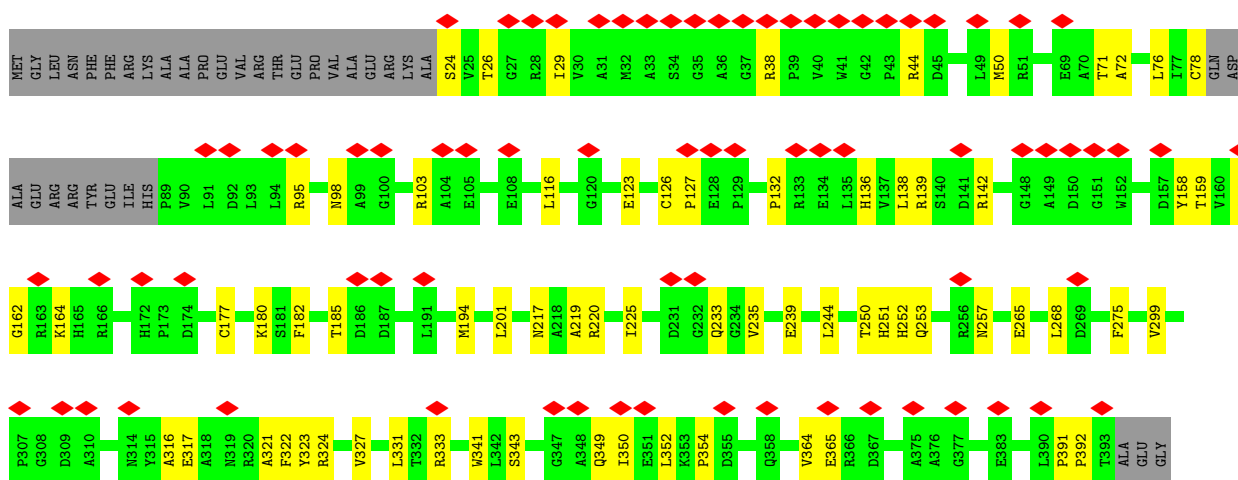 MET GLY LEU ASN PHE PHE ARG LYS ALA ALA PRO GLU VAL ARG THR GLU PRO VAL ALA GLU ARG LYS ALA S24 V25 T26 G27 R28 I29 V30 A31 M32 A33 S34 G35 A36 G37 R38 P39 V40 W41 G42 P43 R44 D45 L49 M50 R51 E69 A70 T71 A72 L76 I77 C78 GLN ASP
ALA GLU ARG ARG TYR GLU ILE HIS P89 V90 L91 D92 L93 L94 R95 N98 A99 G100 R103 A104 E105 E108 L116 G120 E123 C126 P127 E128 P129 P132 R133 E134 L135 H136 V137 L138 R139 S140 D141 R142 G148 A149 D150 G151 W152 D157 Y158 T159 V160
G162 R163 K164 H165 R166 H172 P173 D174 C177 K180 S181 F182 T185 D186 D187 L191 M194 L201 N217 A218 A219 R220 I225 D231 G232 Q233 G234 V235 E239 L244 T250 H251 H252 Q253 R256 N257 E265 L268 D269 F275 V299
P307 G308 D309 A310 N314 Y315 A316 E317 A318 N319 R320 A321 F322 Y323 R324 V327 L331 T332 R333 W341 L342 S343 G347 A348 Q349 I350 E351 L352 K353 P354 D355 Q358 V364 E365 R366 D367 A375 A376 G377 E383 L390 P391 P392 T393 ALA GLU GLY